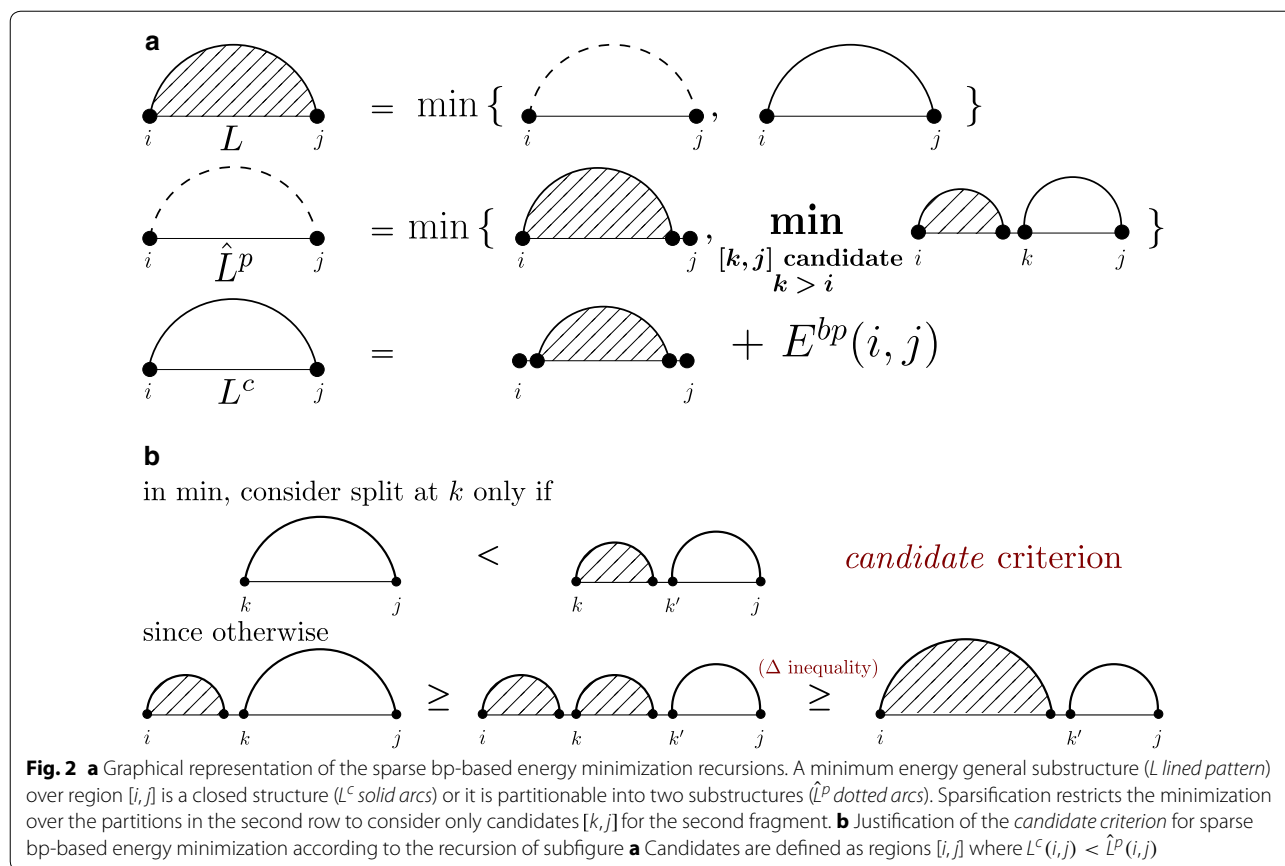 a
= min { , }
i L j i j i j
= min { , min [k, j] candidate k > i }
i L̂^p j i j i k j
= + E^{bp}(i, j)
i L^c j i j
b
in min, consider split at k only if
< candidate criterion
k j k k′ j
since otherwise
≥ (Δ inequality) ≥
i k j i k k′ j i k′ j
Fig. 2 a Graphical representation of the sparse bp-based energy minimization recursions. A minimum energy general substructure (L lined pattern)
over region [i, j] is a closed structure (L^c solid arcs) or it is partitionable into two substructures (L̂^p dotted arcs). Sparsification restricts the minimization
over the partitions in the second row to consider only candidates [k, j] for the second fragment. b Justification of the candidate criterion for sparse
bp-based energy minimization according to the recursion of subfigure a Candidates are defined as regions [i, j] where L^c(i, j) < L̂^p(i, j)